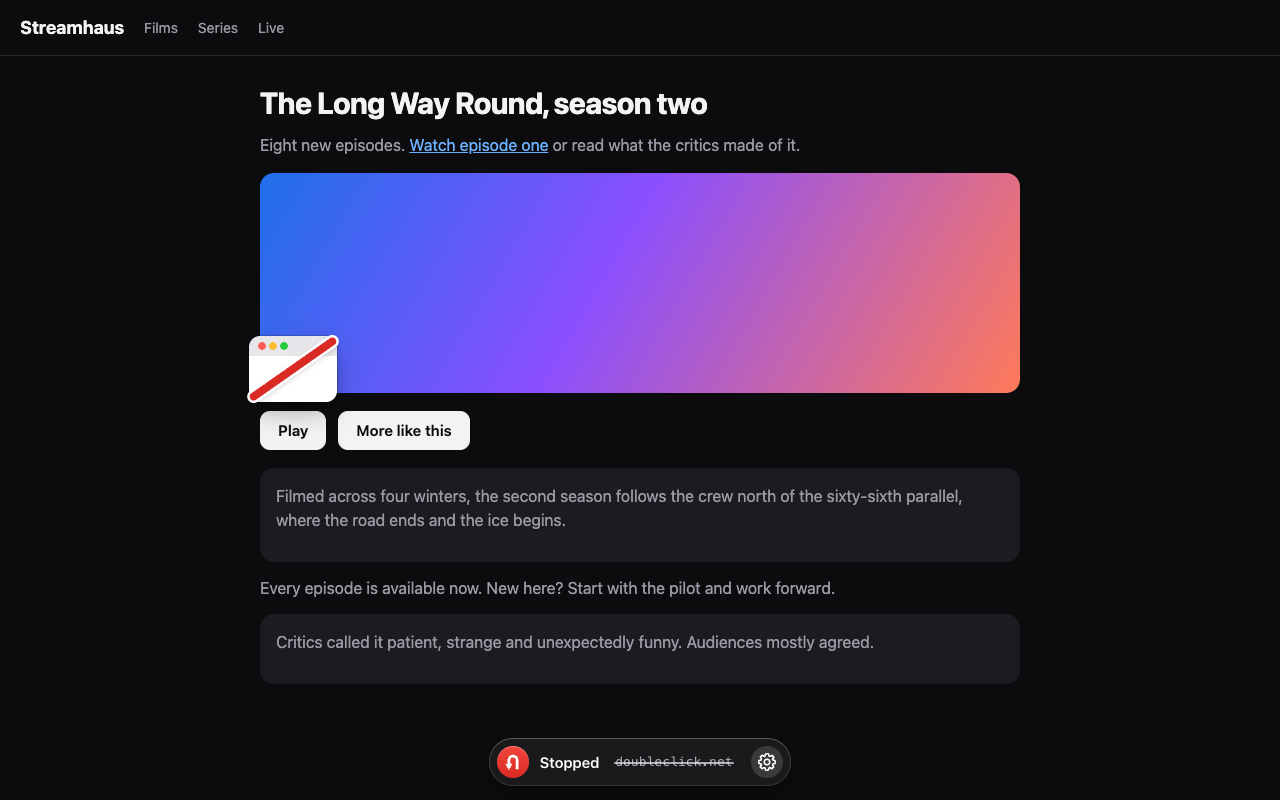 Streamhaus Films Series Live
The Long Way Round, season two
Eight new episodes. Watch episode one or read what the critics made of it.
Play More like this
Filmed across four winters, the second season follows the crew north of the sixty-sixth parallel,
where the road ends and the ice begins.
Every episode is available now. New here? Start with the pilot and work forward.
Critics called it patient, strange and unexpectedly funny. Audiences mostly agreed.
Stopped doubleclick.net